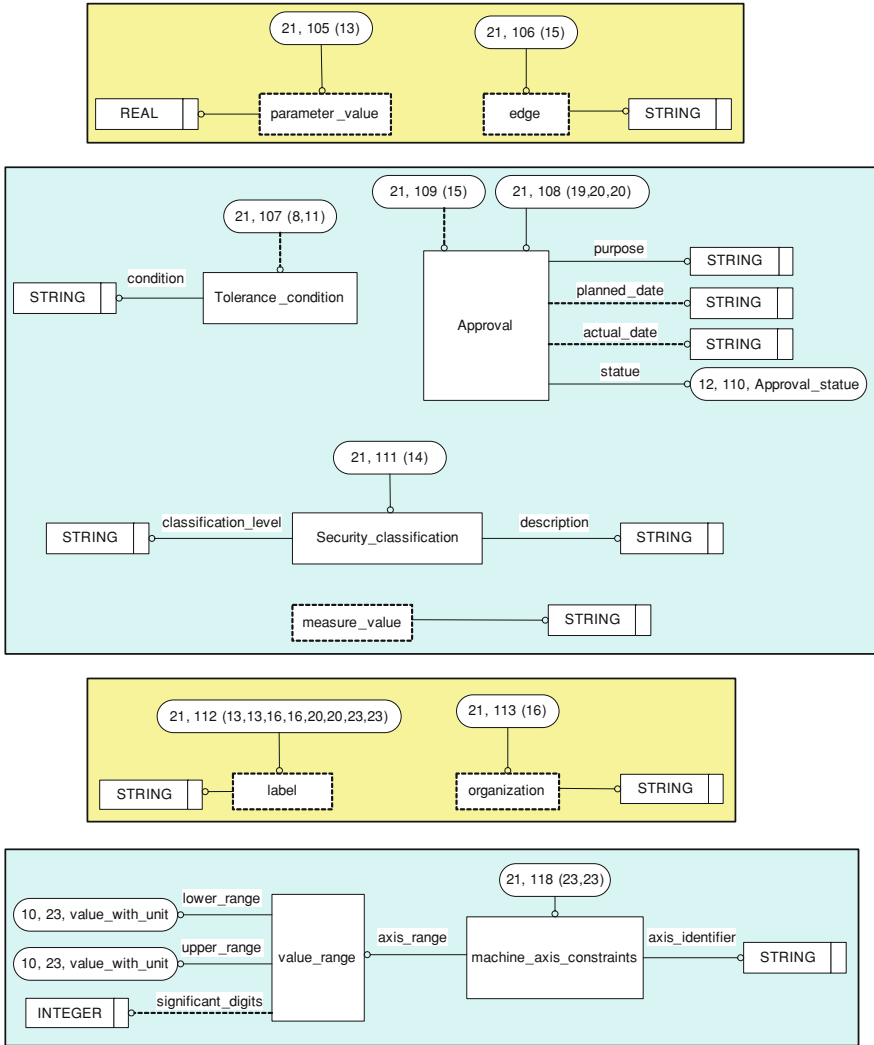 21, 105 (13)
21, 106 (15)
REAL
parameter_value
edge
STRING
21, 107 (8,11)
21, 109 (15)
21, 108 (19,20,20)
STRING
condition
Tolerance_condition
Approval
purpose
STRING
planned_date
STRING
actual_date
STRING
statue
12, 110, Approval_statue
21, 111 (14)
STRING
classification_level
Security_classification
description
STRING
measure_value
STRING
21, 112 (13,13,16,16,20,20,23,23)
21, 113 (16)
STRING
label
organization
STRING
21, 118 (23,23)
10, 23, value_with_unit
lower_range
10, 23, value_with_unit
upper_range
INTEGER
significant_digits
value_range
axis_range
machine_axis_constraints
axis_identifier
STRING